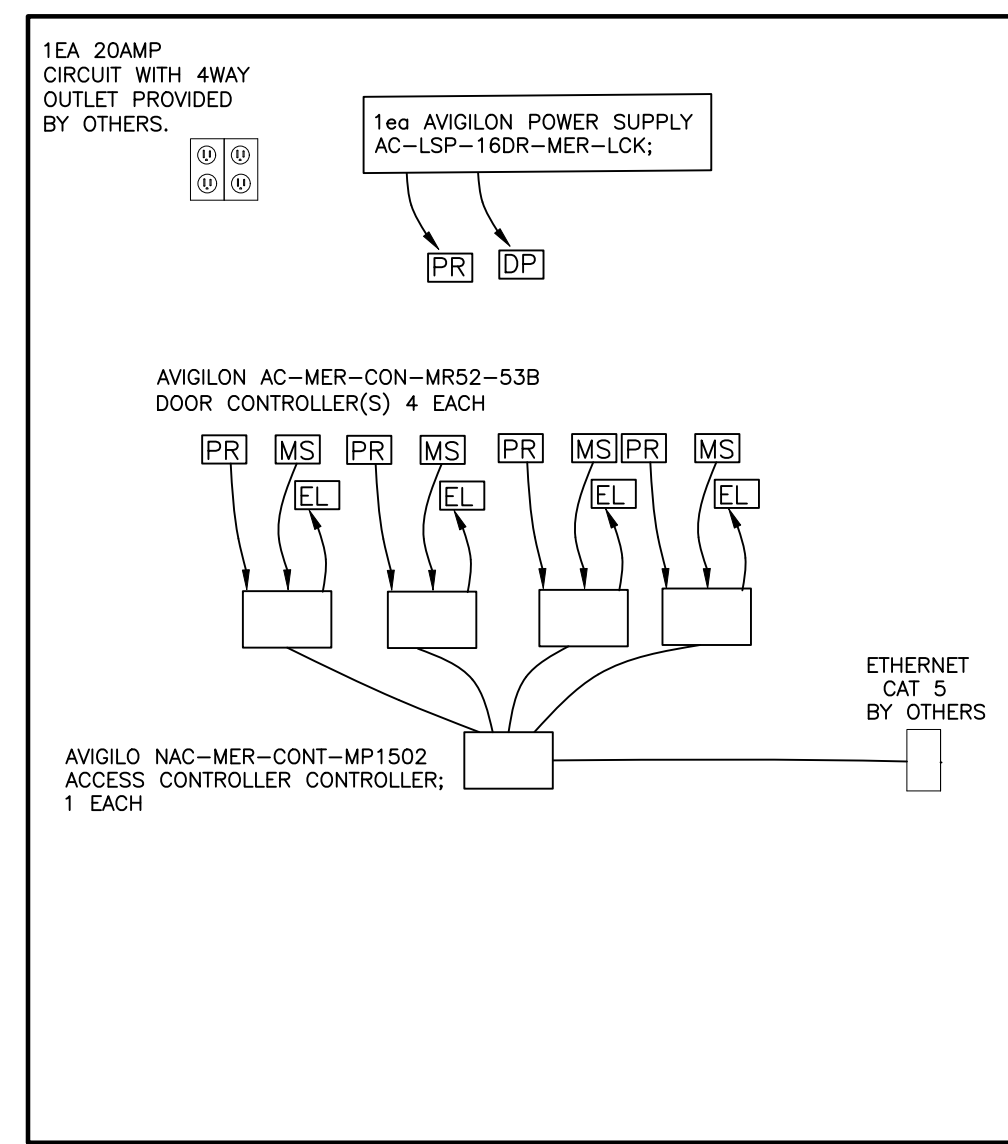 1EA 20AMP
CIRCUIT WITH 4WAY
OUTLET PROVIDED
BY OTHERS.
1ea AVIGILON POWER SUPPLY
AC-LSP-16DR-MER-LCK;
PR DP
AVIGILON AC-MER-CON-MR52-53B
DOOR CONTROLLER(S) 4 EACH
PR MS PR MS PR MS PR MS
EL EL EL EL
ETHERNET
CAT 5
BY OTHERS
AVIGILO NAC-MER-CONT-MP1502
ACCESS CONTROLLER CONTROLLER;
1 EACH